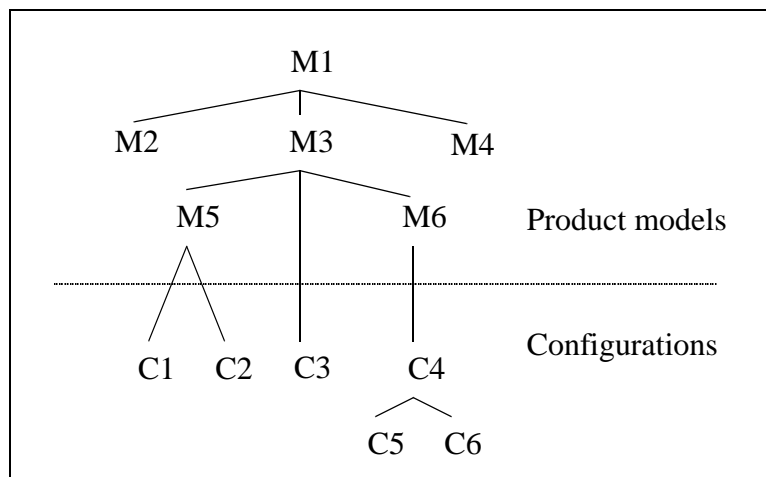 M1
M2 M3 M4
M5 M6 Product models
Configurations
C1 C2 C3 C4
C5 C6